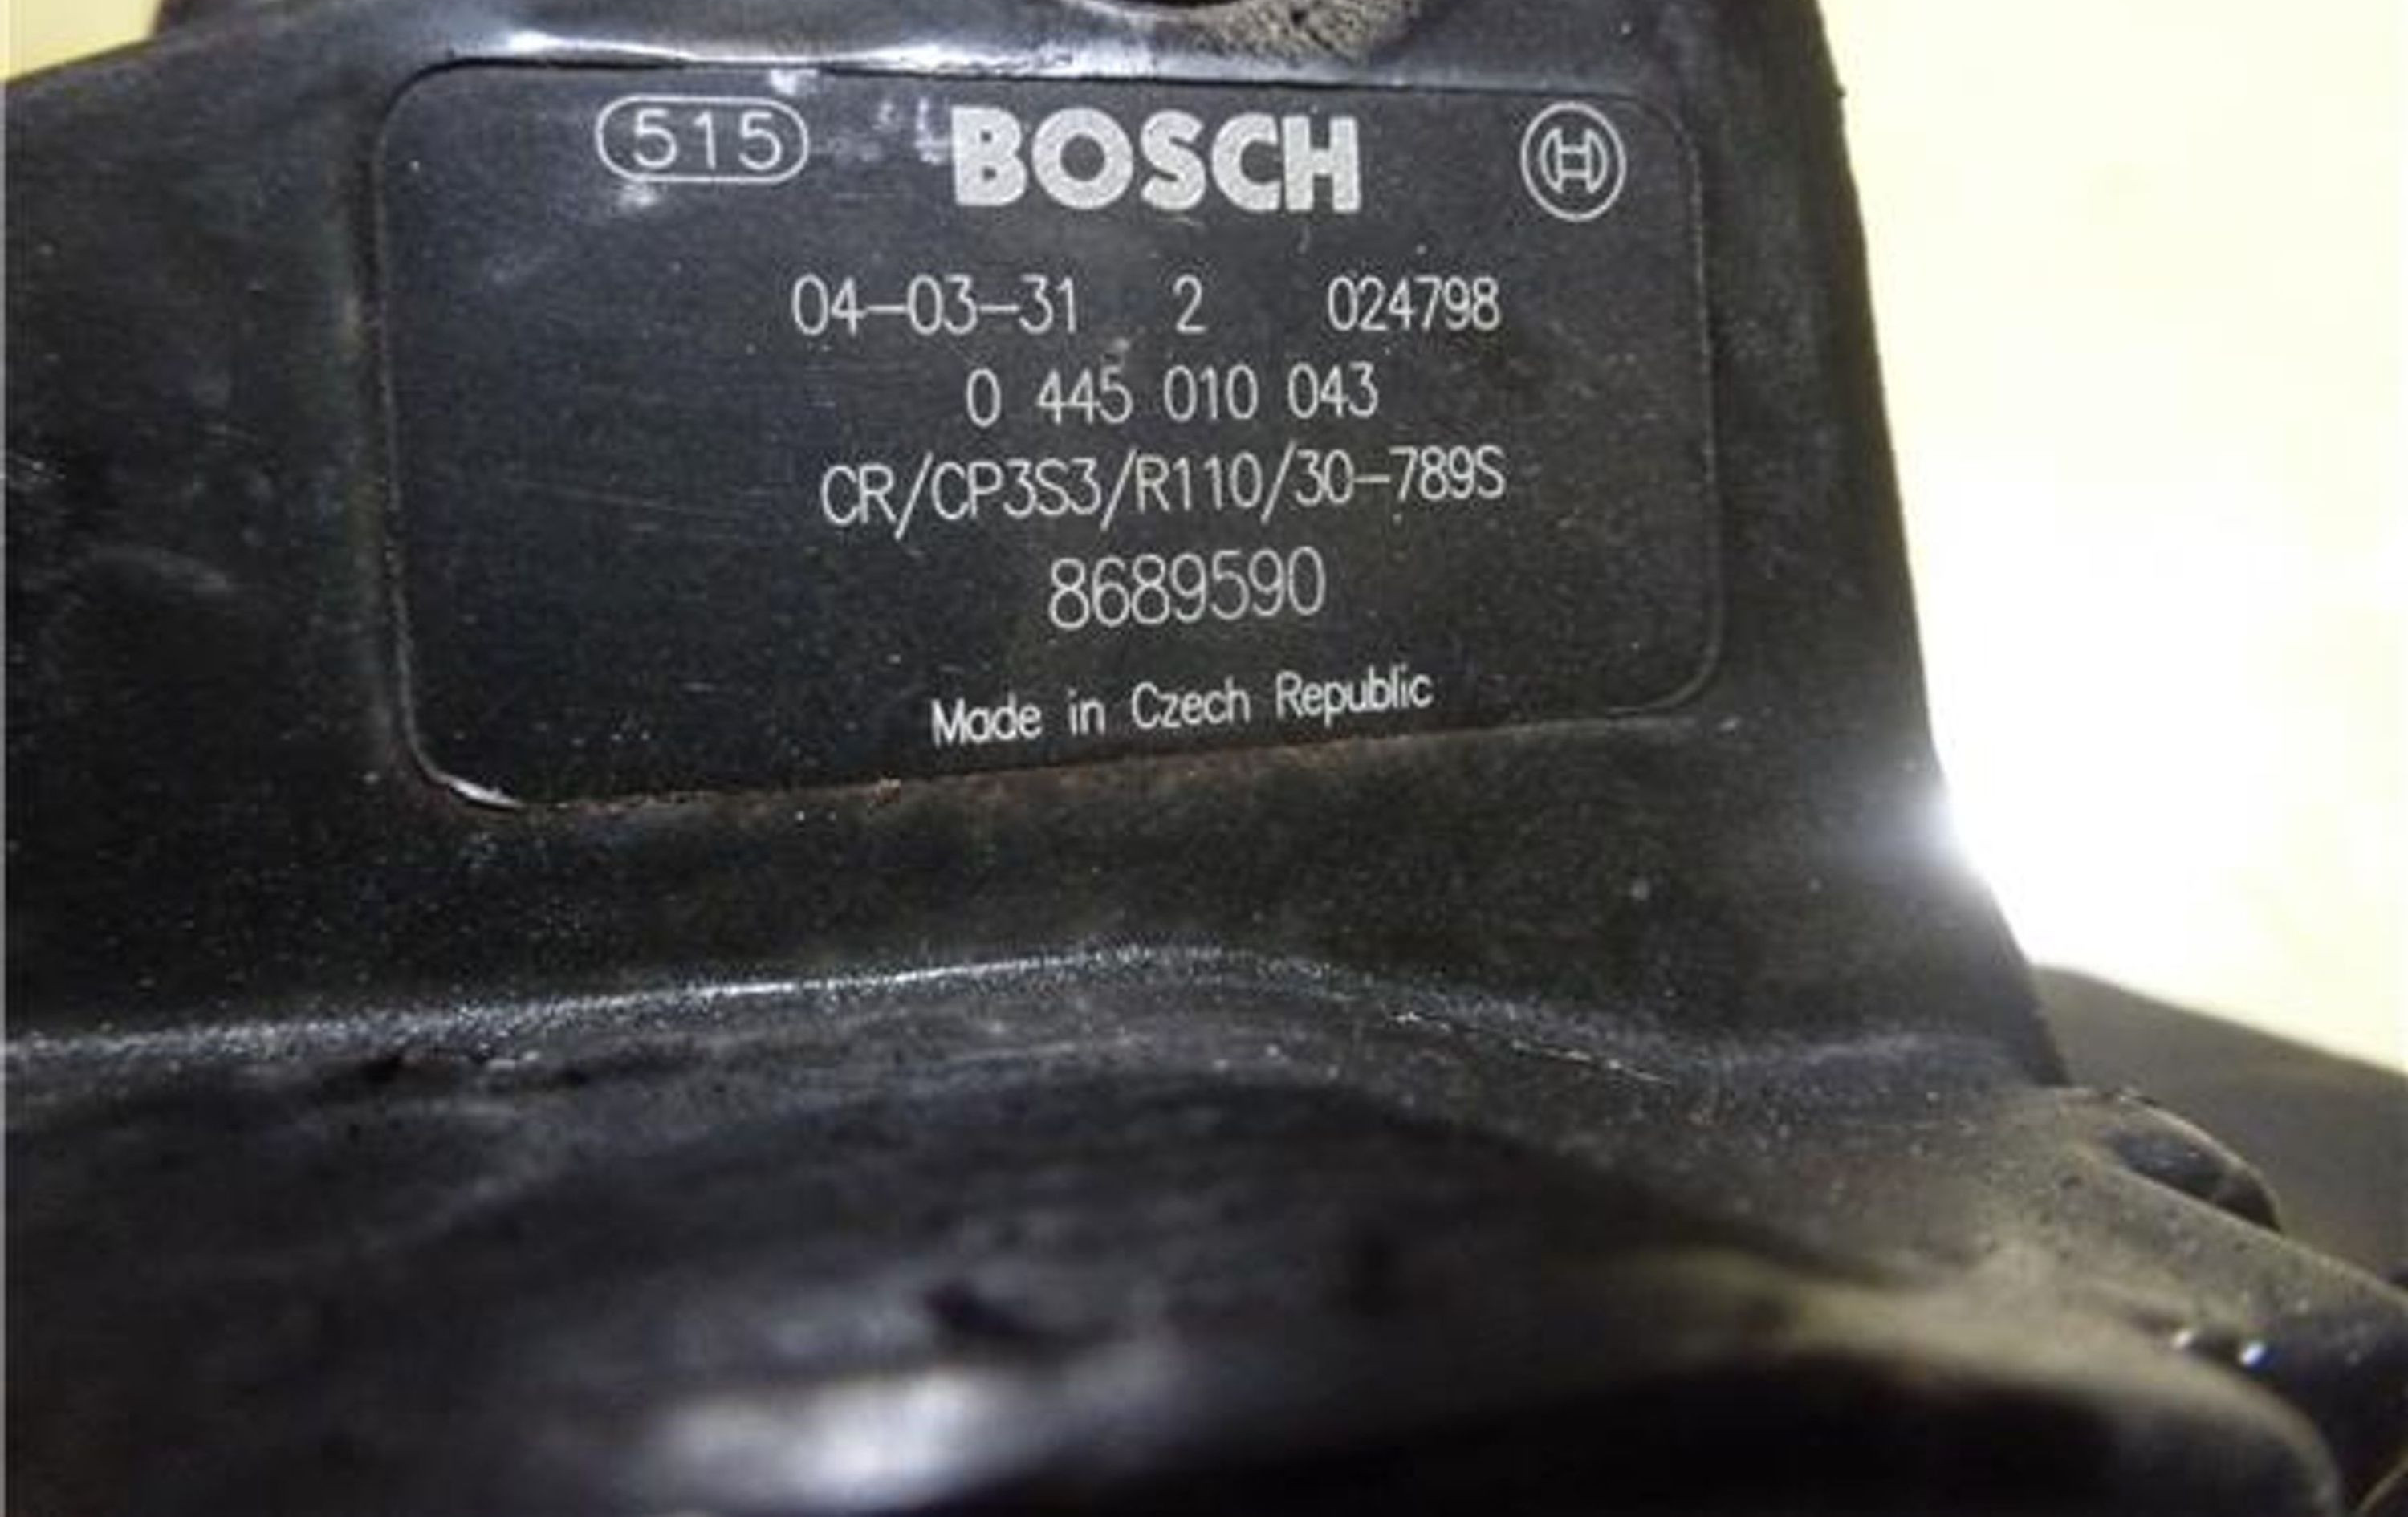 515 BOSCH
04-03-31 2 024798
0 445 010 043
CR/CP3S3/R110/30-789S
8689590
Made in Czech Republic